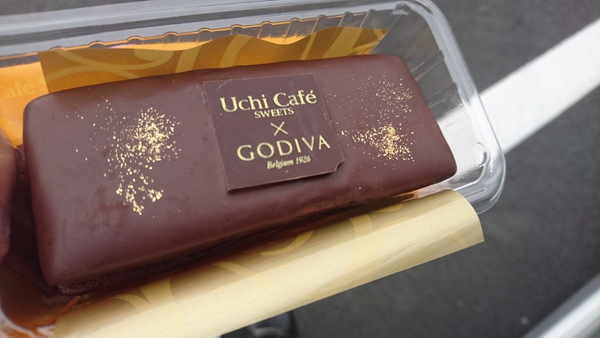 Uchi Café
SWEETS
×
GODIVA
Belgium 1926